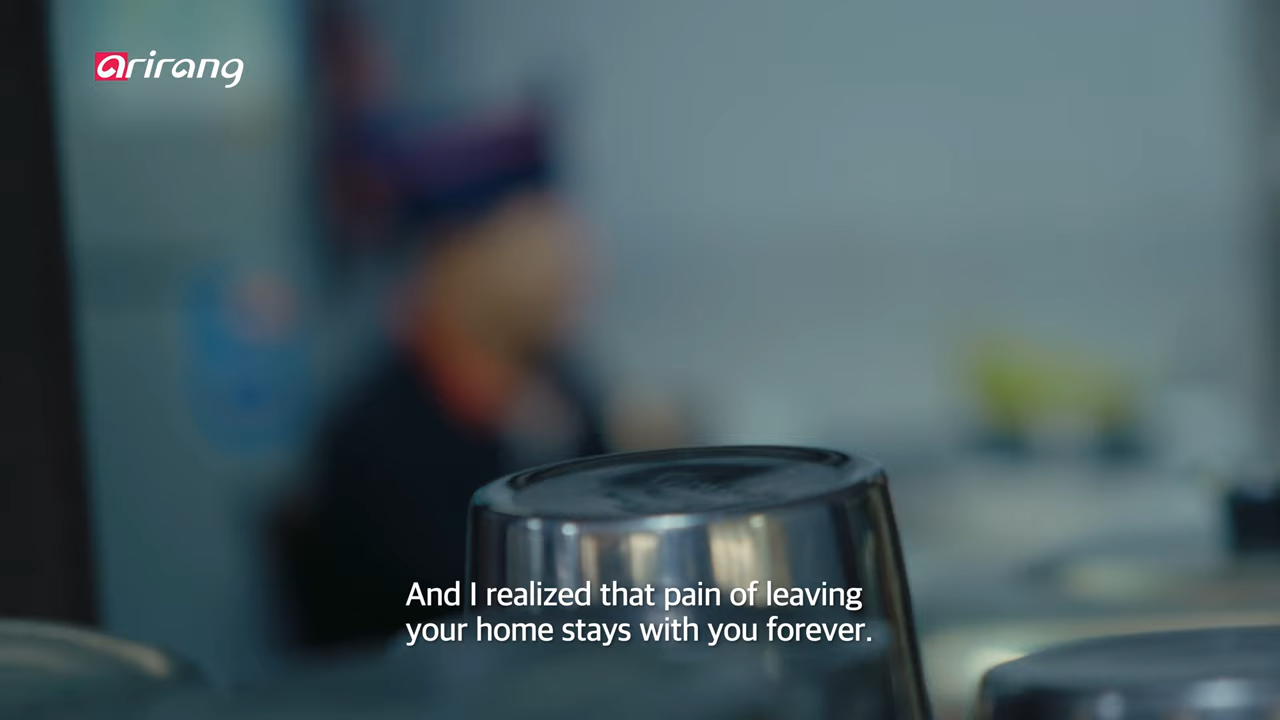 arirang
And I realized that pain of leaving
your home stays with you forever.